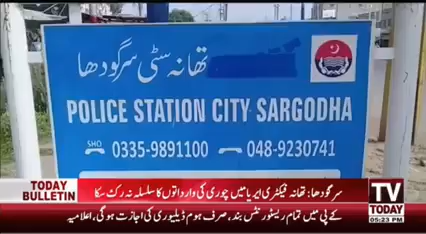 تھانہ سٹی سرگودھا
POLICE STATION CITY SARGODHA
SHO
0335-9891100 048-9230741
TODAY
BULLETIN
سرگودھا: تھانہ فیکٹری ایریا میں چوری کی وارداتوں کا سلسلہ نہ رک سکا
کے پی میں تمام ریسٹورنٹس بند، صرف ہوم ڈیلیوری کی اجازت ہوگی، اعلامیہ
TV
TODAY
05:23 PM